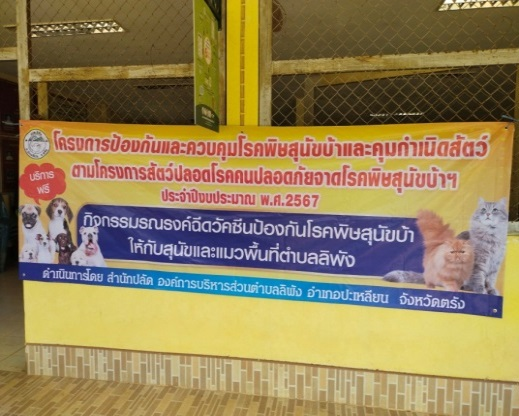 โครงการป้องกันและควบคุมโรคพิษสุนัขบ้าและคุมกำเนิดสัตว์
ตามโครงการสัตว์ปลอดโรคคนปลอดภัยจากโรคพิษสุนัขบ้าฯ
ประจำปีงบประมาณ พ.ศ.2567
บริการ
ฟรี
กิจกรรมรณรงค์ฉีดวัคซีนป้องกันโรคพิษสุนัขบ้า
ให้กับสุนัขและแมวพื้นที่ตำบลลิพัง
ดำเนินการโดย สำนักปลัด องค์การบริหารส่วนตำบลลิพัง อำเภอปะเหลียน จังหวัดตรัง